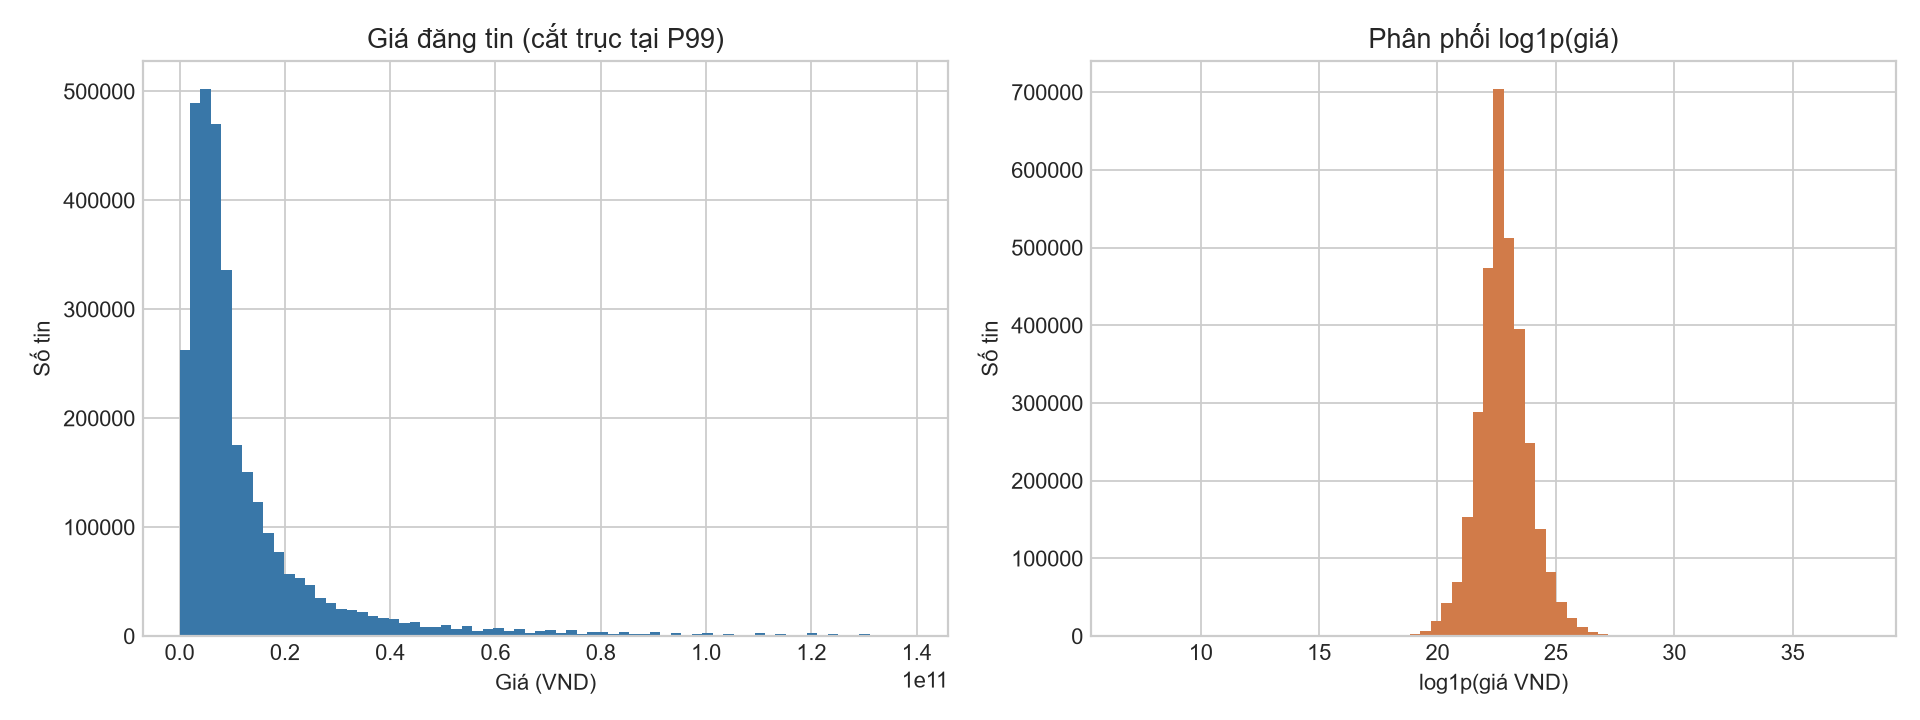 Giá đăng tin (cắt trục tại P99)
500000
400000
300000
200000
100000
0
Số tin
0.0 0.2 0.4 0.6 0.8 1.0 1.2 1.4
1e11
Giá (VND)
Phân phối log1p(giá)
700000
600000
500000
400000
300000
200000
100000
0
Số tin
10 15 20 25 30 35
log1p(giá VND)